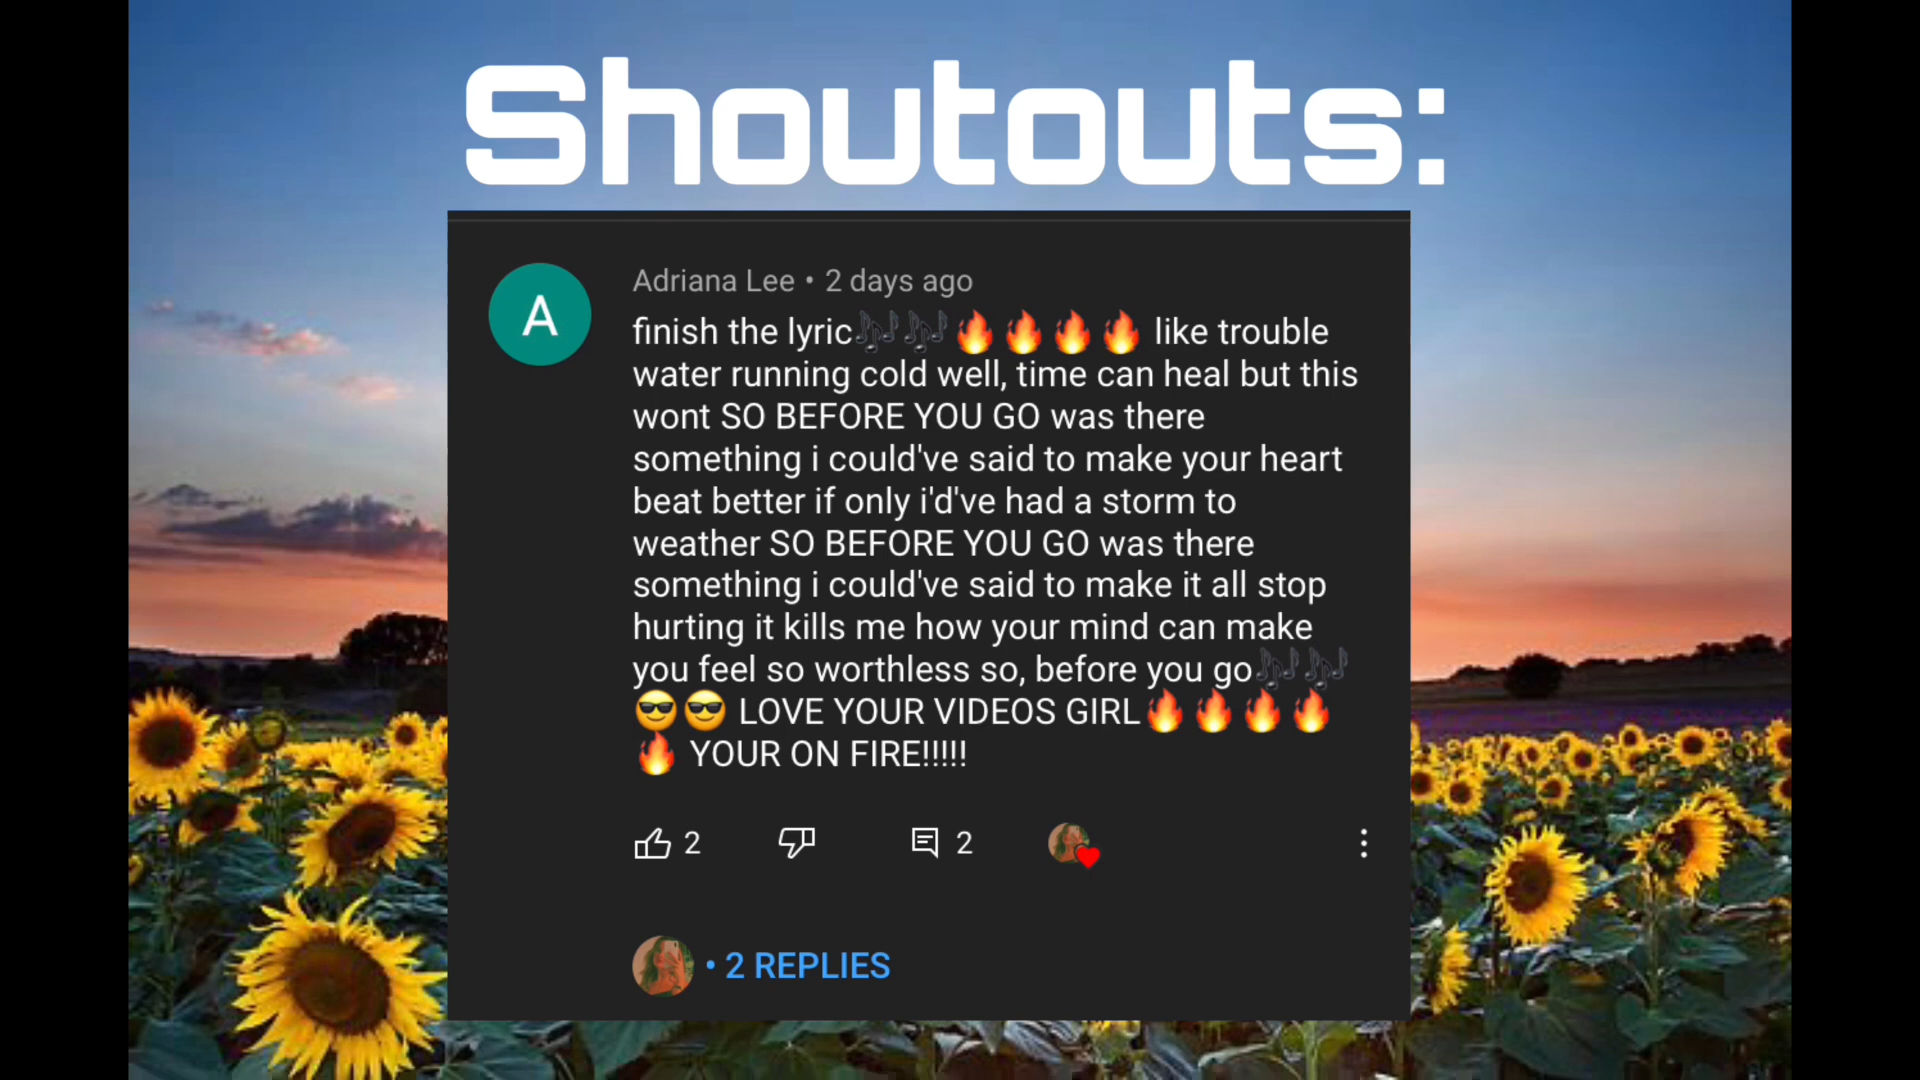 Shoutouts:
A
Adriana Lee • 2 days ago
finish the lyric🎶🎶🔥🔥🔥🔥 like trouble
water running cold well, time can heal but this
wont SO BEFORE YOU GO was there
something i could've said to make your heart
beat better if only i'd've had a storm to
weather SO BEFORE YOU GO was there
something i could've said to make it all stop
hurting it kills me how your mind can make
you feel so worthless so, before you go🎶🎶
😎😎 LOVE YOUR VIDEOS GIRL🔥🔥🔥🔥
🔥 YOUR ON FIRE!!!!!
2 2
• 2 REPLIES